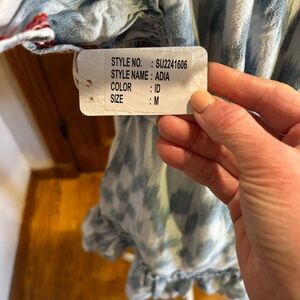 STYLE NO. : SU2241606
STYLE NAME : ADIA
COLOR : ID
SIZE : M